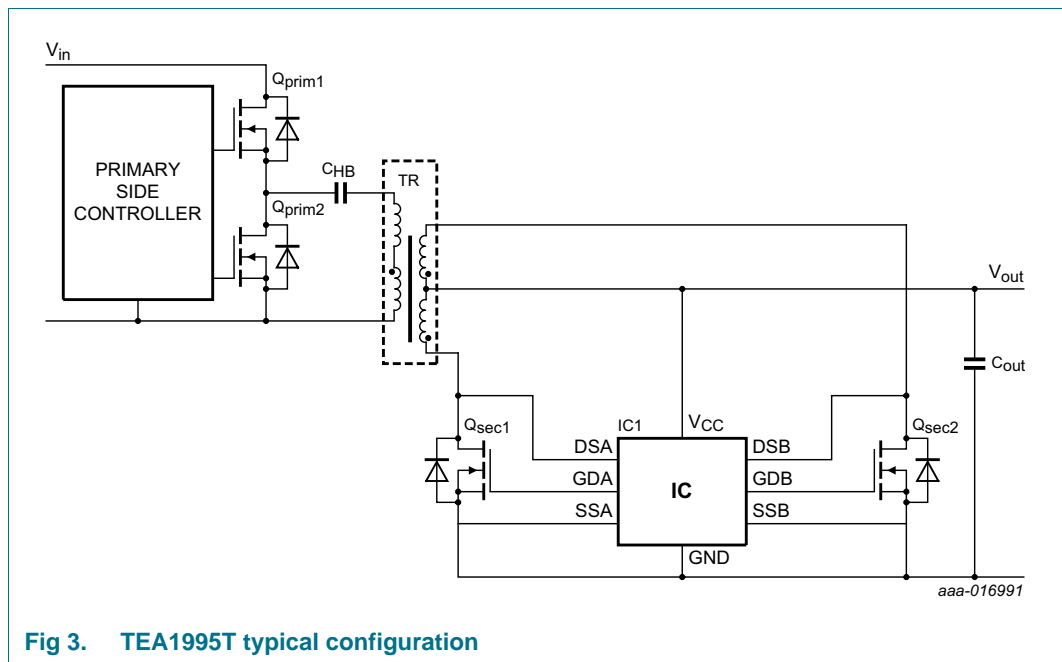 Vin
Qprim1
PRIMARY
SIDE
CONTROLLER
CHB
TR
Qprim2
Vout
Cout
Qsec1
IC1
VCC
Qsec2
DSA
DSB
GDA
IC
GDB
SSA
SSB
GND
aaa-016991
Fig 3. TEA1995T typical configuration